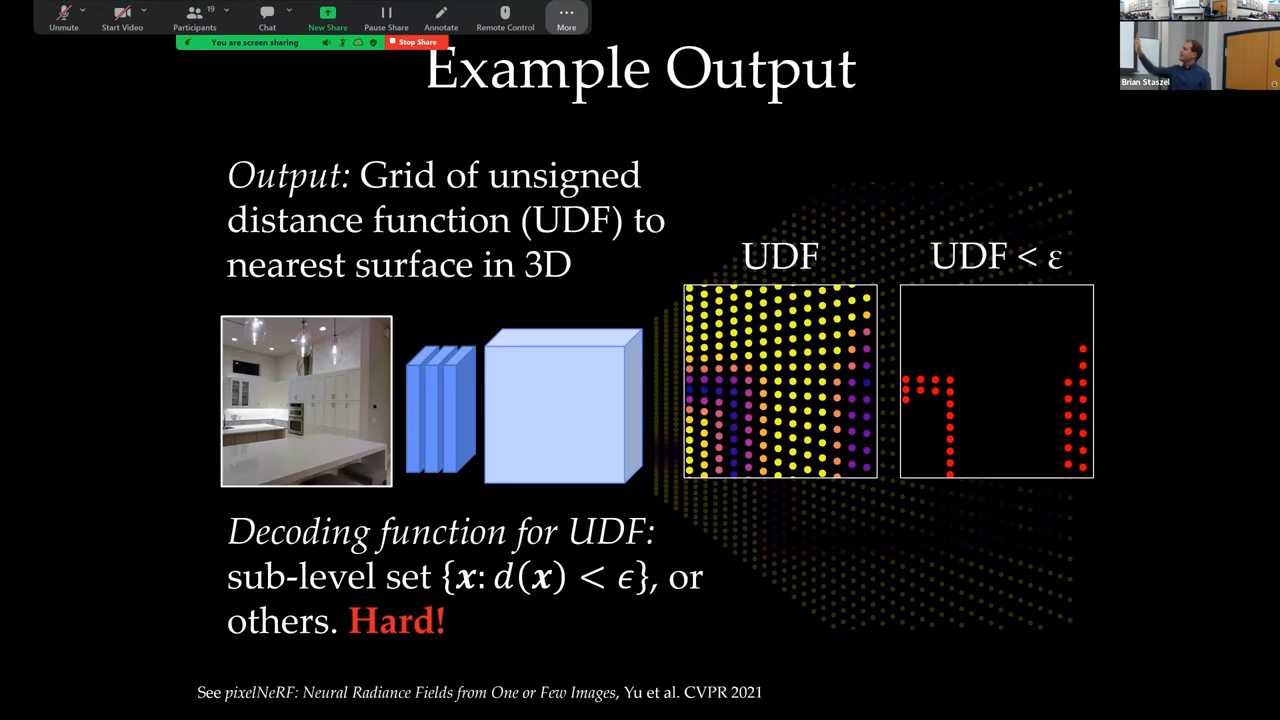 19
Unmute
Start Video
Participants
Chat
New Share
Pause Share
Annotate
Remote Control
More
You are screen sharing
Stop Share
Brian Staszel
Example Output
Output: Grid of unsigned
distance function (UDF) to
nearest surface in 3D
UDF
UDF < ε
Decoding function for UDF:
sub-level set {x: d(x) < ϵ}, or
others. Hard!
See pixelNeRF: Neural Radiance Fields from One or Few Images, Yu et al. CVPR 2021